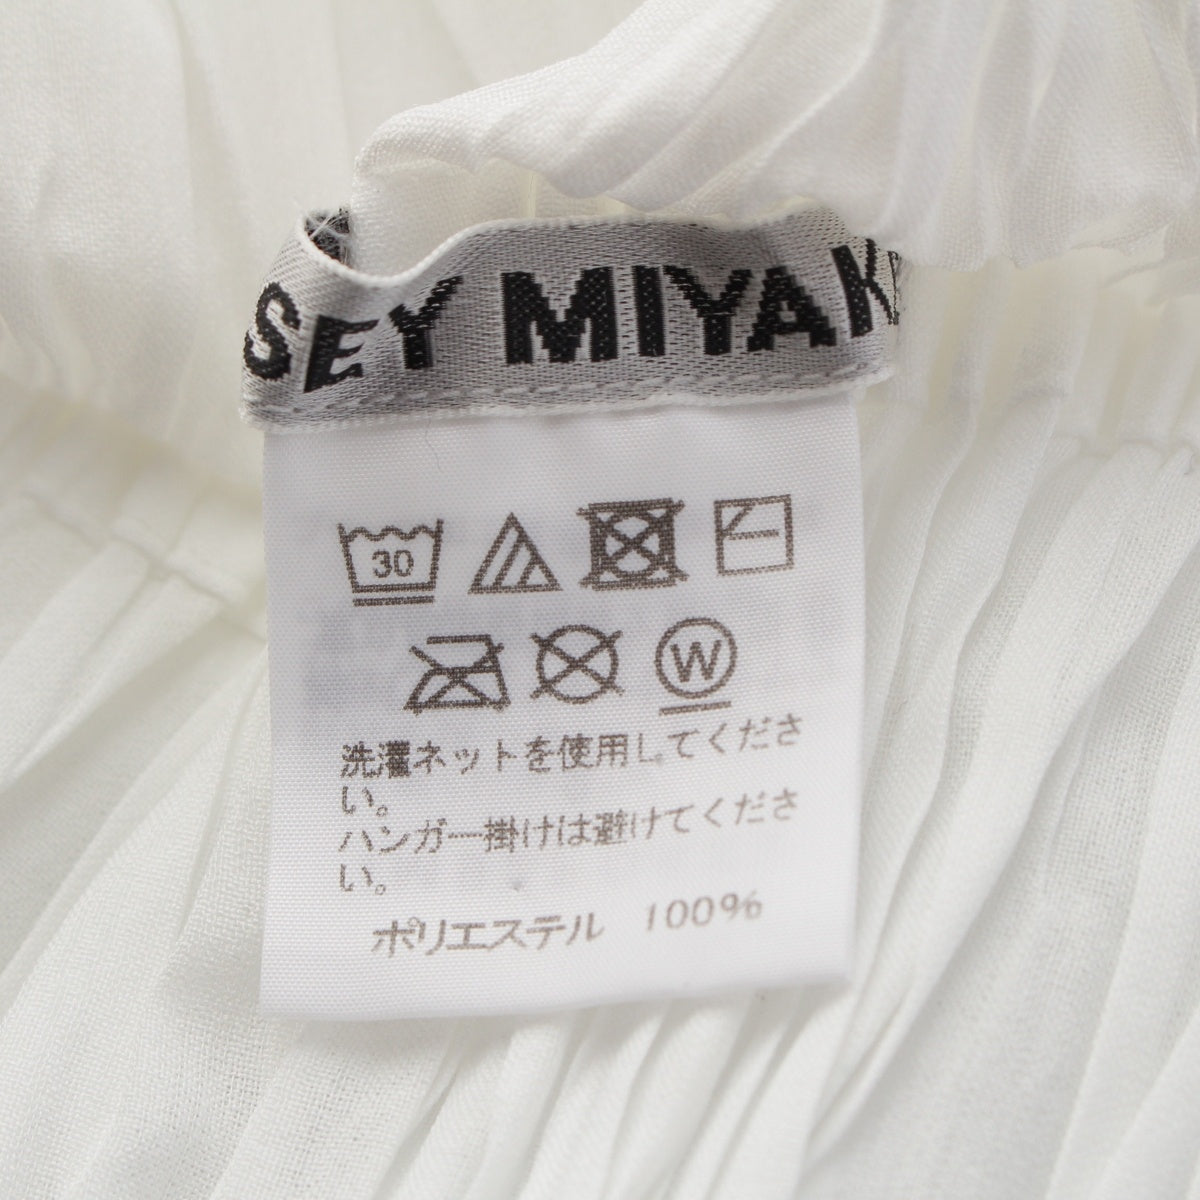 SEY MIYAK
30
W
洗濯ネットを使用してくださ
い。
ハンガー掛けは避けてくださ
い。
ポリエステル 100%